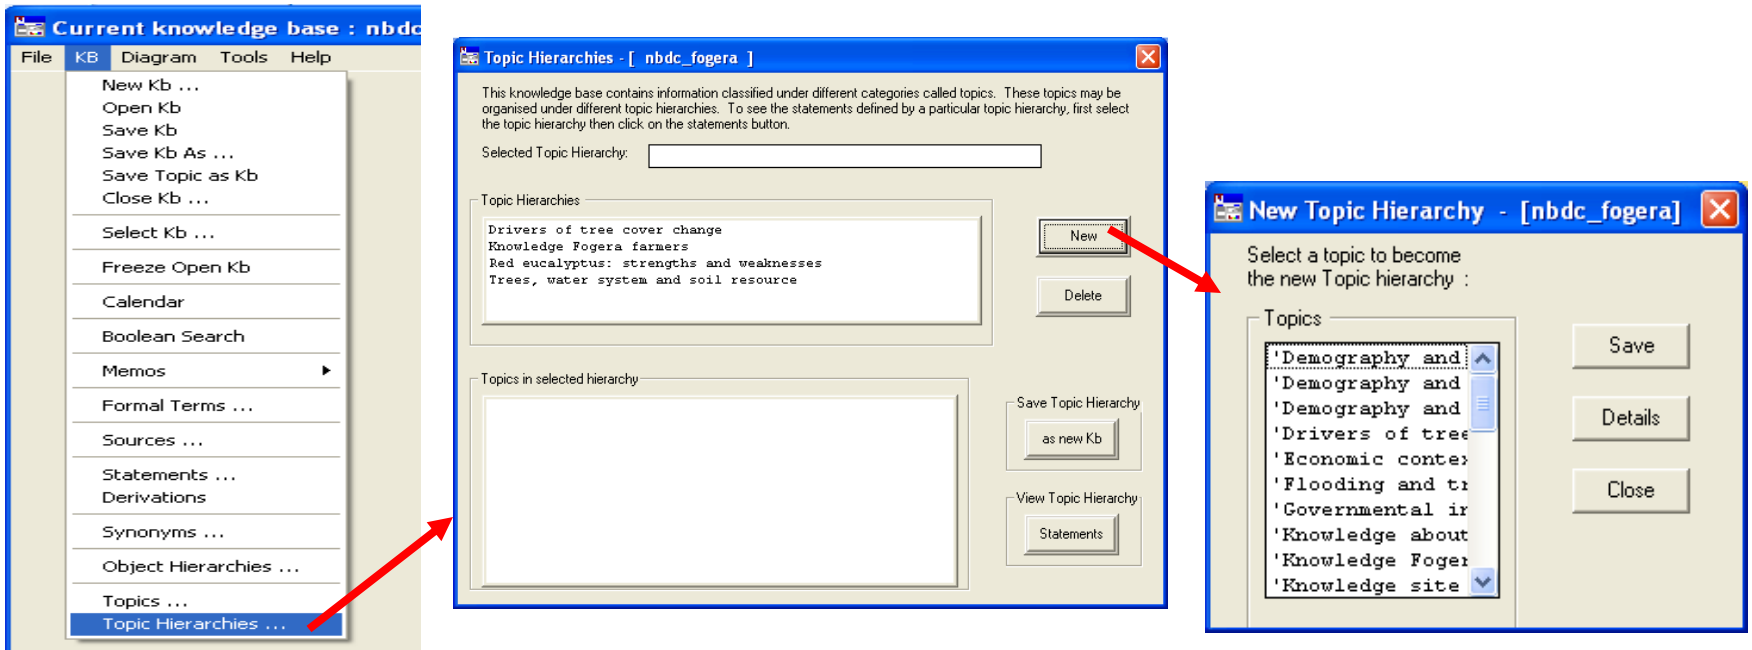 Current knowledge base : nbdc
File KB Diagram Tools Help
New Kb ...
Open Kb
Save Kb
Save Kb As ...
Save Topic as Kb
Close Kb ...
Select Kb ...
Freeze Open Kb
Calendar
Boolean Search
Memos
Formal Terms ...
Sources ...
Statements ...
Derivations
Synonyms ...
Object Hierarchies ...
Topics ...
Topic Hierarchies ...
Topic Hierarchies - [ nbdc_fogera ]
This knowledge base contains information classified under different categories called topics. These topics may be
organised under different topic hierarchies. To see the statements defined by a particular topic hierarchy, first select
the topic hierarchy then click on the statements button.
Selected Topic Hierarchy:
Topic Hierarchies
Drivers of tree cover change
Knowledge Fogera farmers
Red eucalyptus: strengths and weaknesses
Trees, water system and soil resource
New
Delete
Topics in selected hierarchy
Save Topic Hierarchy
as new Kb
View Topic Hierarchy
Statements
New Topic Hierarchy - [nbdc_fogera]
Select a topic to become
the new Topic hierarchy :
Topics
'Demography and
'Demography and
'Demography and
'Drivers of tree
'Economic contex
'Flooding and tr
'Governmental in
'Knowledge about
'Knowledge Foger
'Knowledge site
Save
Details
Close